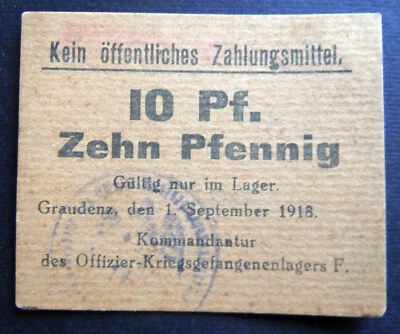 Kein öffentliches Zahlungsmittel.
10 Pf.
Zehn Pfennig
Gültig nur im Lager.
Graudenz, den 1. September 1918.
Kommandantur
des Offizier-Kriegsgefangenenlagers F.